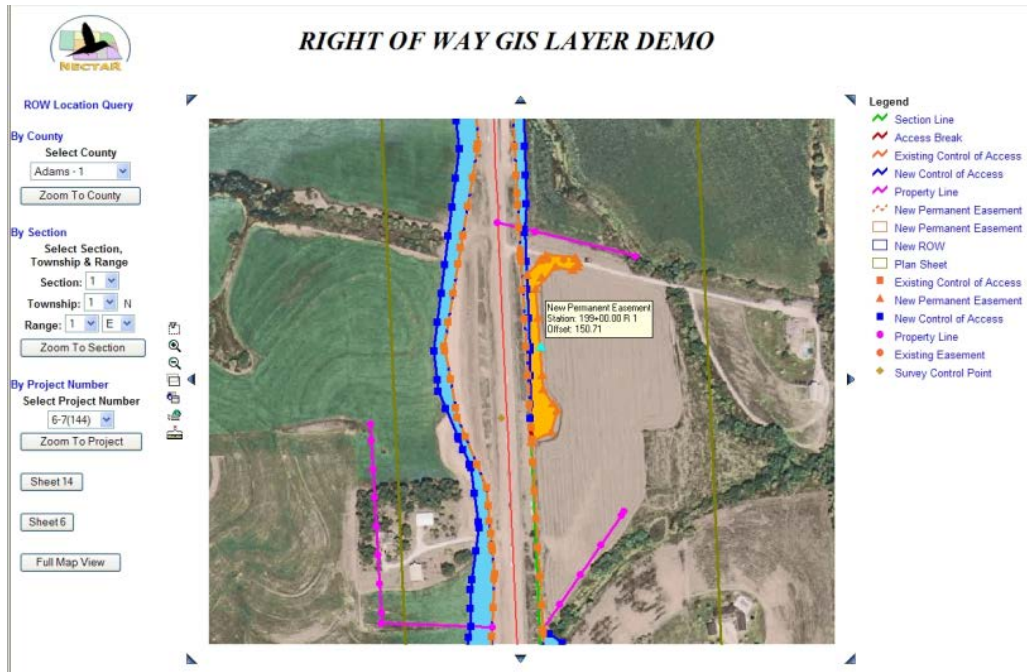 NECTAR
RIGHT OF WAY GIS LAYER DEMO
ROW Location Query
By County
Select County
Adams - 1
Zoom To County
By Section
Select Section,
Township & Range
Section: 1
Township: 1 N
Range: 1 E
Zoom To Section
By Project Number
Select Project Number
6-7(144)
Zoom To Project
Sheet 14
Sheet 6
Full Map View
New Permanent Easement
Station: 199+00.00 R 1
Offset: 150.71
Legend
Section Line
Access Break
Existing Control of Access
New Control of Access
Property Line
New Permanent Easement
New Permanent Easement
New ROW
Plan Sheet
Existing Control of Access
New Permanent Easement
New Control of Access
Property Line
Existing Easement
Survey Control Point